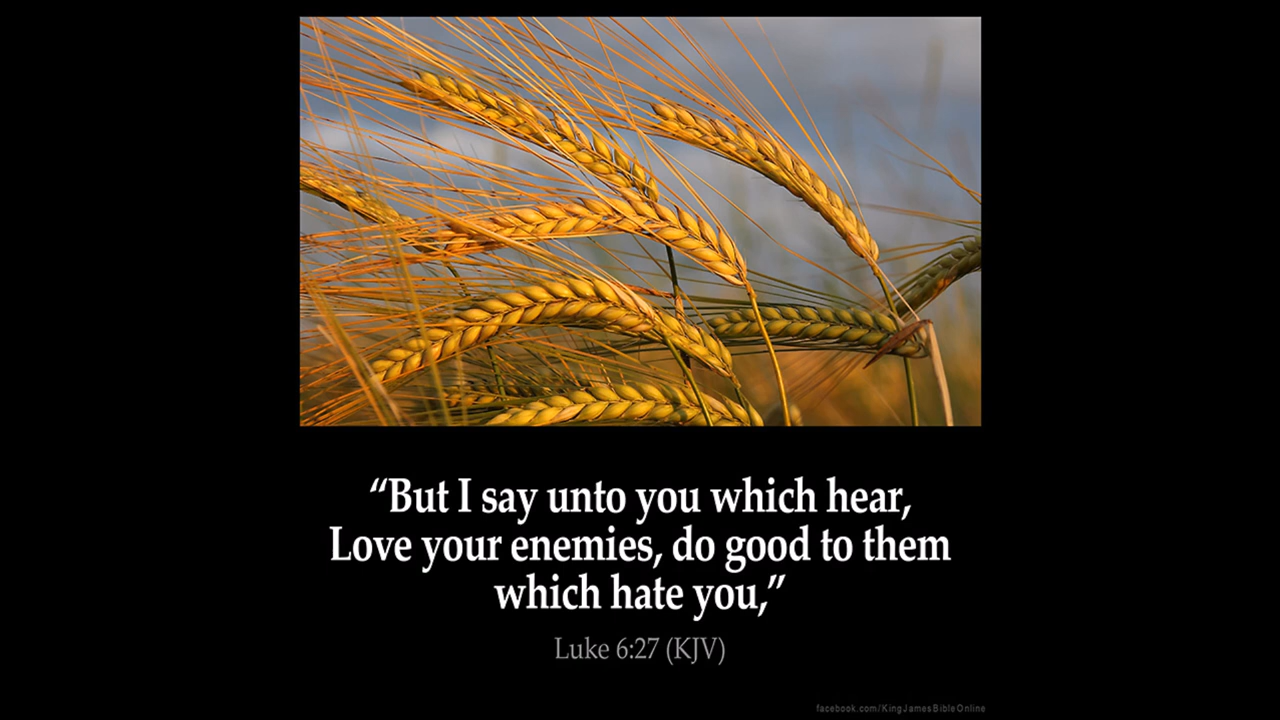 “But I say unto you which hear,
Love your enemies, do good to them
which hate you,”
Luke 6:27 (KJV)
facebook.com/KingJamesBibleOnline